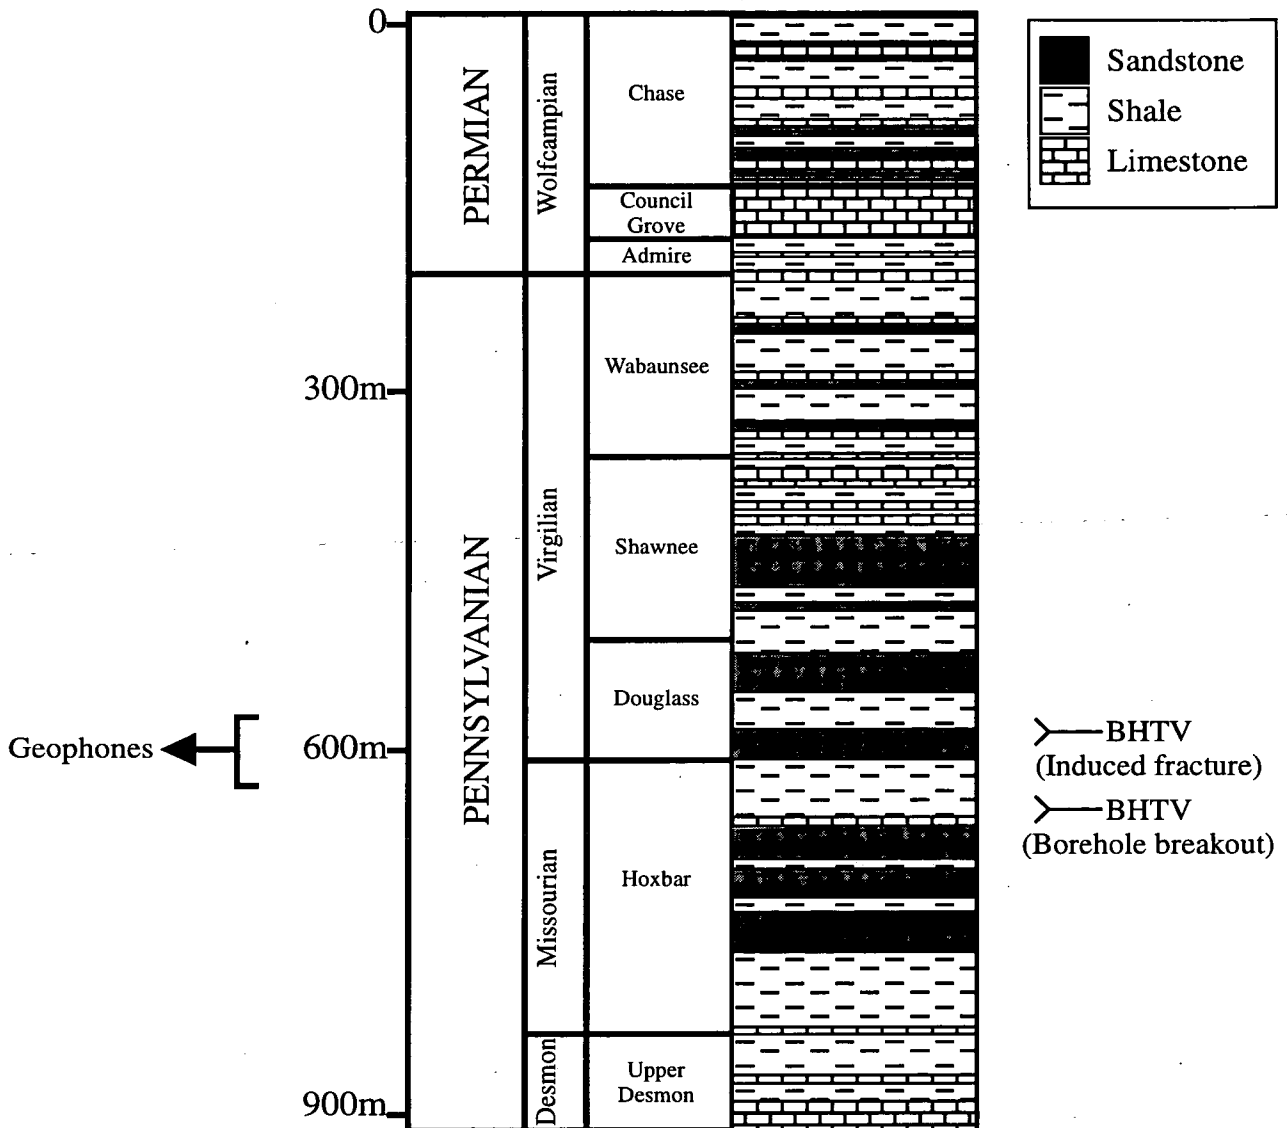 0
300m
600m
900m
Geophones
PERMIAN
PENNSYLVANIAN
Wolfcampian
Virgilian
Missourian
Desmon
Chase
Council
Grove
Admire
Wabaunsee
Shawnee
Douglass
Hoxbar
Upper
Desmon
Sandstone
Shale
Limestone
BHTV
(Induced fracture)
BHTV
(Borehole breakout)